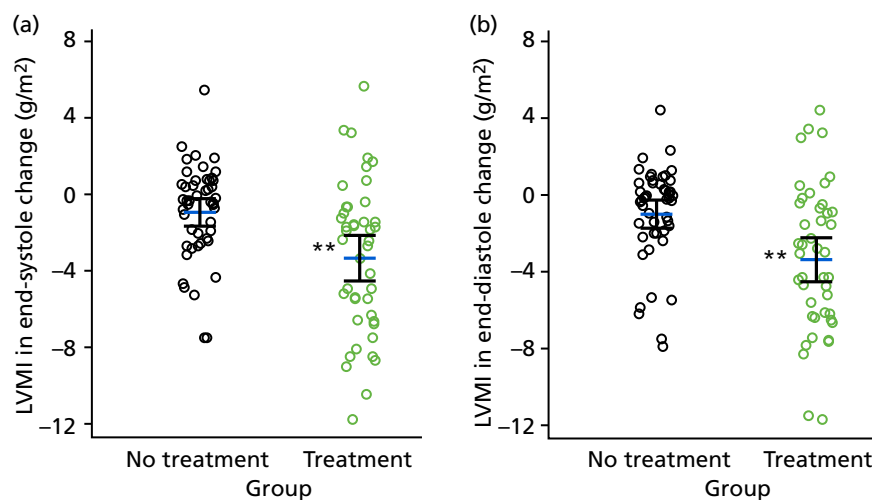 (a)
LVMI in end-systole change (g/m²)
8
4
0
−4
−8
−12
**
No treatment
Treatment
Group
(b)
LVMI in end-diastole change (g/m²)
8
4
0
−4
−8
−12
**
No treatment
Treatment
Group